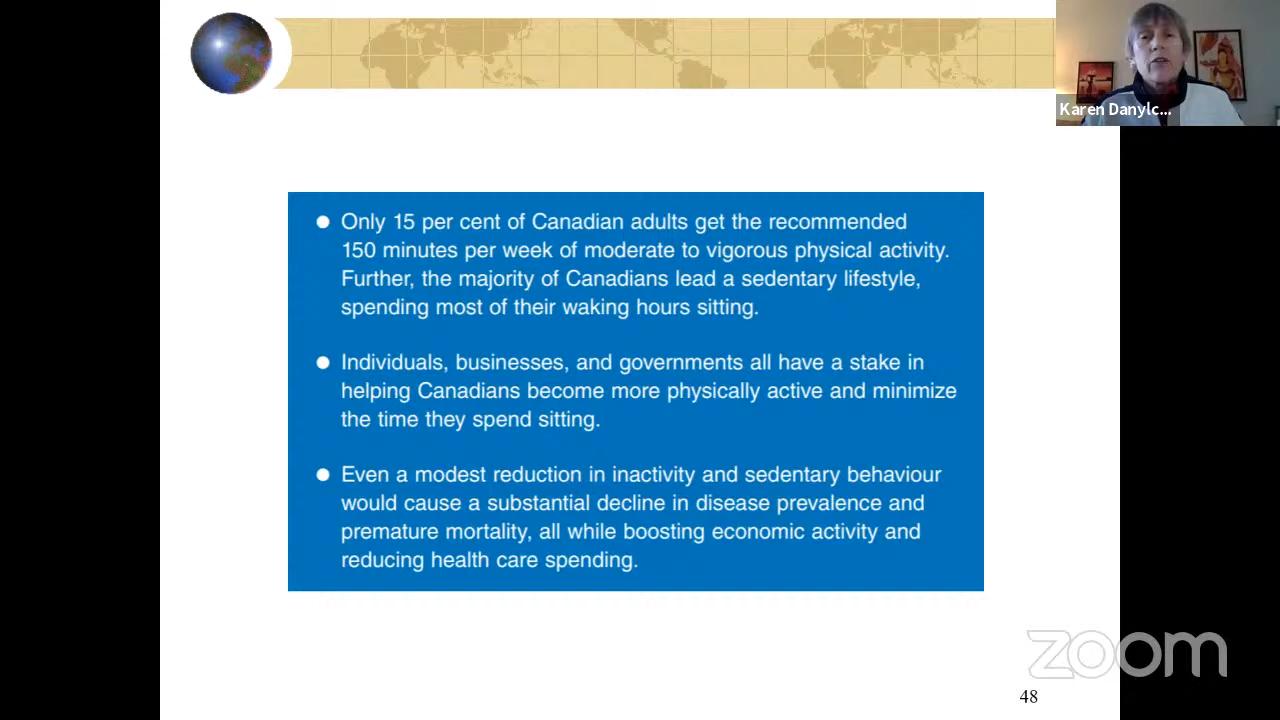 Karen Danylc...
• Only 15 per cent of Canadian adults get the recommended
150 minutes per week of moderate to vigorous physical activity.
Further, the majority of Canadians lead a sedentary lifestyle,
spending most of their waking hours sitting.
• Individuals, businesses, and governments all have a stake in
helping Canadians become more physically active and minimize
the time they spend sitting.
• Even a modest reduction in inactivity and sedentary behaviour
would cause a substantial decline in disease prevalence and
premature mortality, all while boosting economic activity and
reducing health care spending.
zoom
48